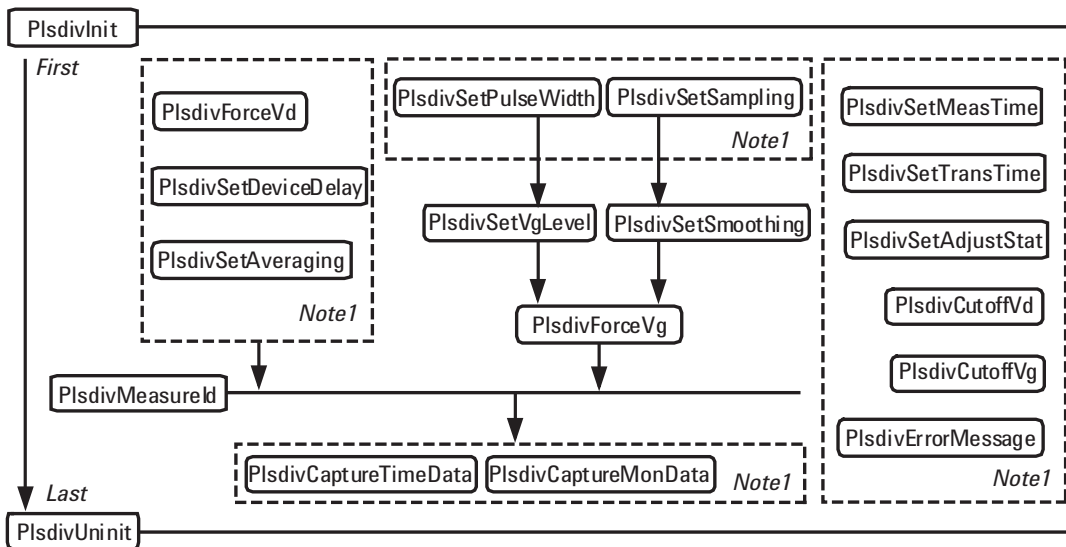 PlsdivInit
First
PlsdivForceVd
PlsdivSetDeviceDelay
PlsdivSetAveraging
Note1
PlsdivSetPulseWidth
PlsdivSetSampling
Note1
PlsdivSetVgLevel
PlsdivSetSmoothing
PlsdivForceVg
PlsdivSetMeasTime
PlsdivSetTransTime
PlsdivSetAdjustStat
PlsdivCutoffVd
PlsdivCutoffVg
PlsdivErrorMessage
Note1
PlsdivMeasureId
PlsdivCaptureTimeData
PlsdivCaptureMonData
Note1
Last
PlsdivUninit